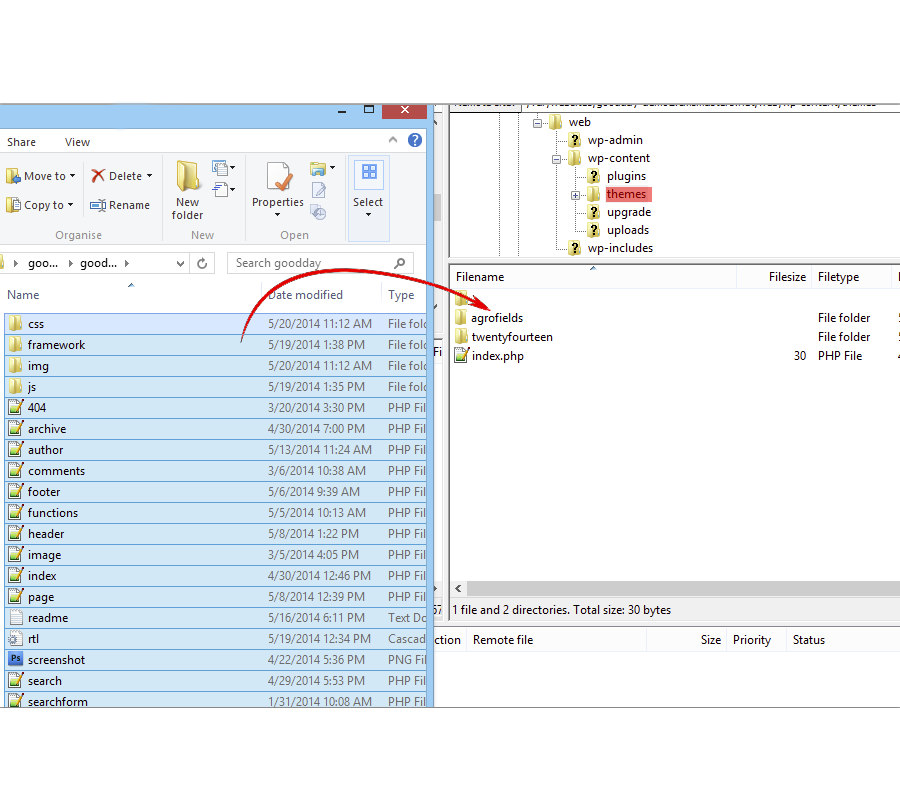 Share View
Move to
Copy to
Delete
Rename
Organise
New
folder
New
Properties
Open
Select
goo... good...
Search goodday
Name Date modified Type
css 5/20/2014 11:12 AM File fold
framework 5/19/2014 1:38 PM File fold
img 5/20/2014 11:12 AM File fold
js 5/19/2014 1:35 PM File fold
404 3/20/2014 3:30 PM PHP Fil
archive 4/30/2014 7:00 PM PHP Fil
author 5/13/2014 11:24 AM PHP Fil
comments 3/6/2014 10:38 AM PHP Fil
footer 5/6/2014 9:39 AM PHP Fil
functions 5/5/2014 10:13 AM PHP Fil
header 5/8/2014 1:22 PM PHP Fil
image 3/5/2014 4:05 PM PHP Fil
index 4/30/2014 12:46 PM PHP Fil
page 5/8/2014 12:39 PM PHP Fil
readme 5/16/2014 6:11 PM Text Do
rtl 5/19/2014 12:34 PM Cascad
screenshot 4/22/2014 5:36 PM PNG Fil
search 4/29/2014 5:53 PM PHP Fil
searchform 1/31/2014 10:08 AM PHP Fil
web
wp-admin
wp-content
plugins
themes
upgrade
uploads
wp-includes
Filename Filesize Filetype
agrofields File folder
twentyfourteen File folder
index.php 30 PHP File
1 file and 2 directories. Total size: 30 bytes
ction Remote file Size Priority Status